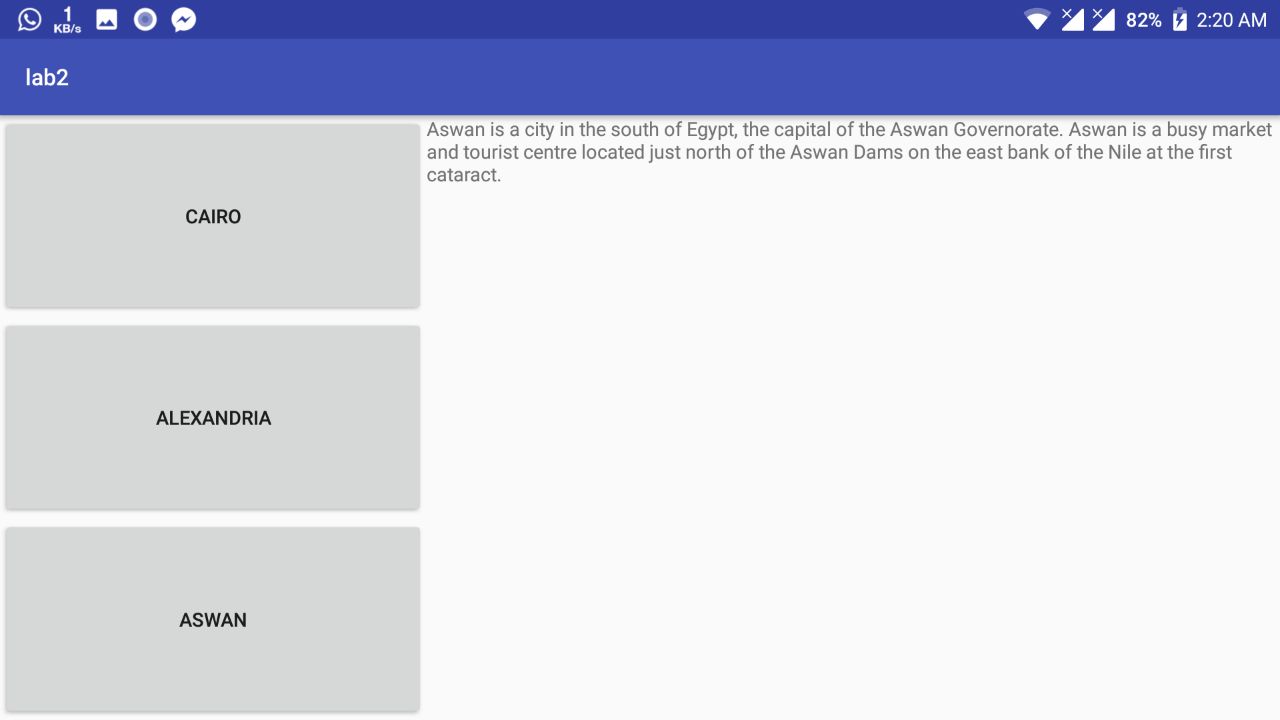 1
KB/s
82%
2:20 AM
lab2
CAIRO
ALEXANDRIA
ASWAN
Aswan is a city in the south of Egypt, the capital of the Aswan Governorate. Aswan is a busy market
and tourist centre located just north of the Aswan Dams on the east bank of the Nile at the first
cataract.